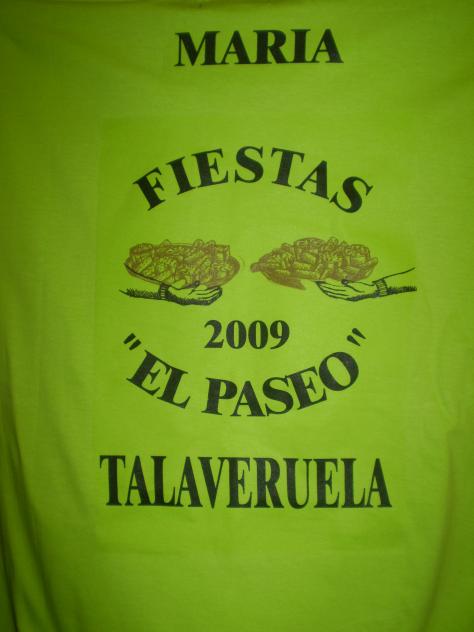 MARIA
FIESTAS
2009
"EL PASEO"
TALAVERUELA